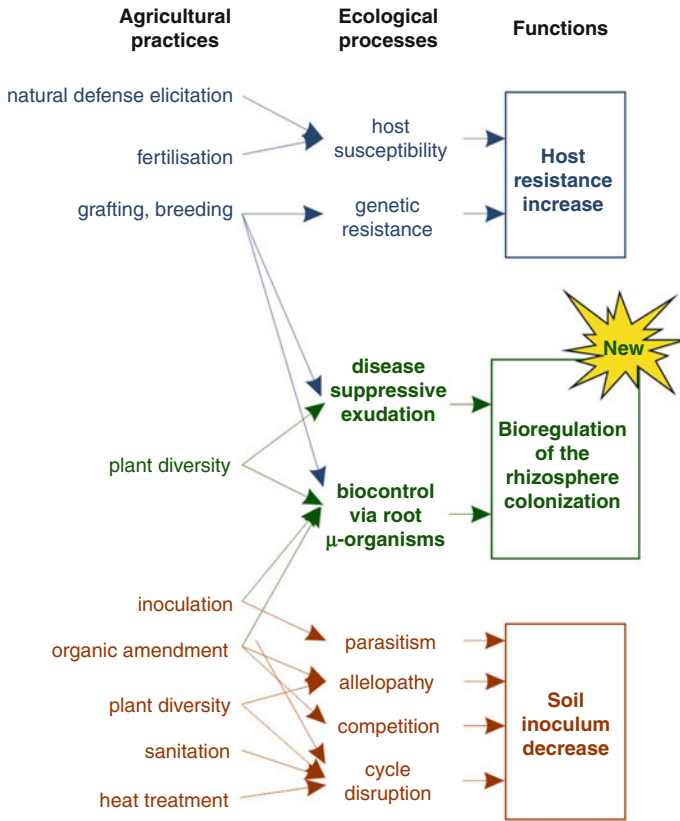 Agricultural
practices
Ecological
processes
Functions
natural defense elicitation
fertilisation
grafting, breeding
host
susceptibility
genetic
resistance
Host
resistance
increase
New
plant diversity
disease
suppressive
exudation
biocontrol
via root
μ-organisms
Bioregulation
of the
rhizosphere
colonization
inoculation
organic amendment
plant diversity
sanitation
heat treatment
parasitism
allelopathy
competition
cycle
disruption
Soil
inoculum
decrease